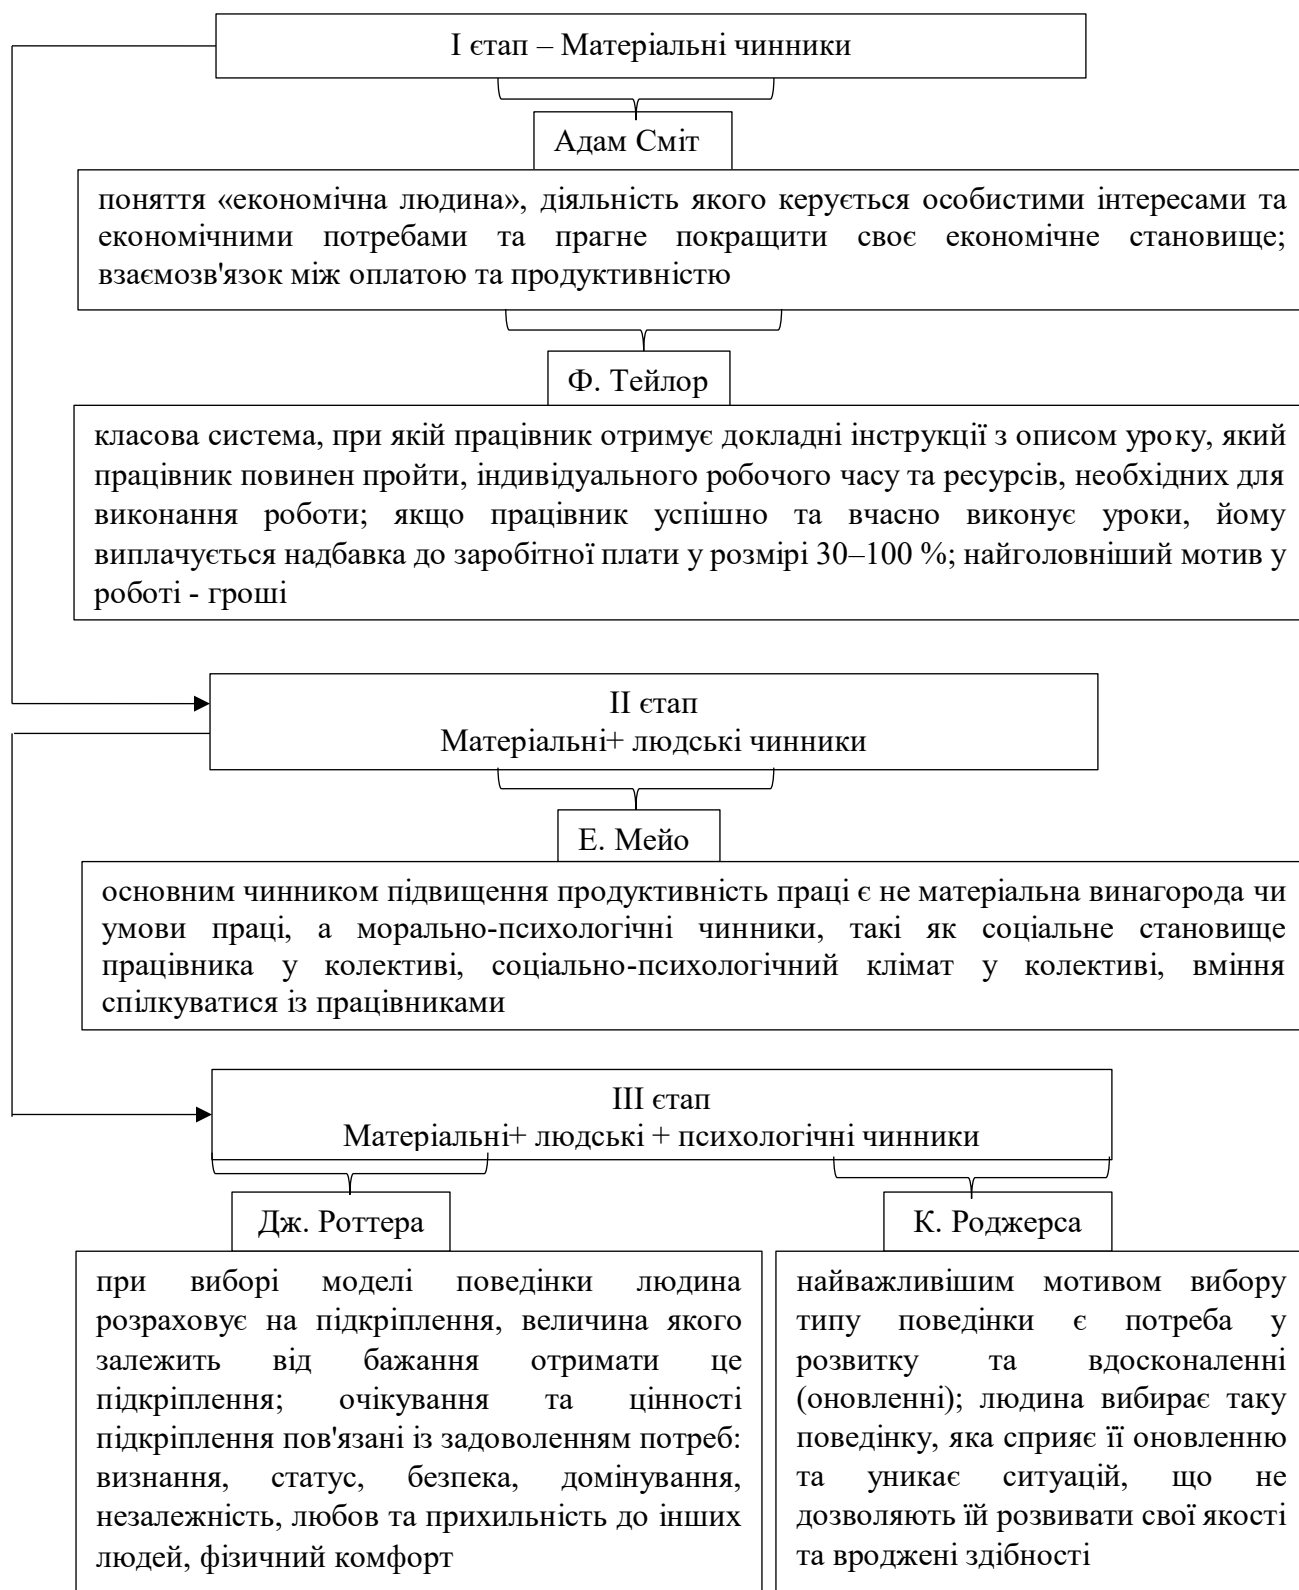 I єтап – Матеріальні чинники
Адам Сміт
поняття «економічна людина», діяльність якого керується особистими інтересами та
економічними потребами та прагне покращити своє економічне становище;
взаємозв'язок між оплатою та продуктивністю
Ф. Тейлор
класова система, при якій працівник отримує докладні інструкції з описом уроку, який
працівник повинен пройти, індивідуального робочого часу та ресурсів, необхідних для
виконання роботи; якщо працівник успішно та вчасно виконує уроки, йому
виплачується надбавка до заробітної плати у розмірі 30–100 %; найголовніший мотив у
роботі - гроші
II єтап
Матеріальні+ людські чинники
Е. Мейо
основним чинником підвищення продуктивність праці є не матеріальна винагорода чи
умови праці, а морально-психологічні чинники, такі як соціальне становище
працівника у колективі, соціально-психологічний клімат у колективі, вміння
спілкуватися із працівниками
III єтап
Матеріальні+ людські + психологічні чинники
Дж. Роттера
при виборі моделі поведінки людина
розраховує на підкріплення, величина якого
залежить від бажання отримати це
підкріплення; очікування та цінності
підкріплення пов'язані із задоволенням потреб:
визнання, статус, безпека, домінування,
незалежність, любов та прихильність до інших
людей, фізичний комфорт
К. Роджерса
найважливішим мотивом вибору
типу поведінки є потреба у
розвитку та вдосконаленні
(оновленні); людина вибирає таку
поведінку, яка сприяє її оновленню
та уникає ситуацій, що не
дозволяють їй розвивати свої якості
та вроджені здібності